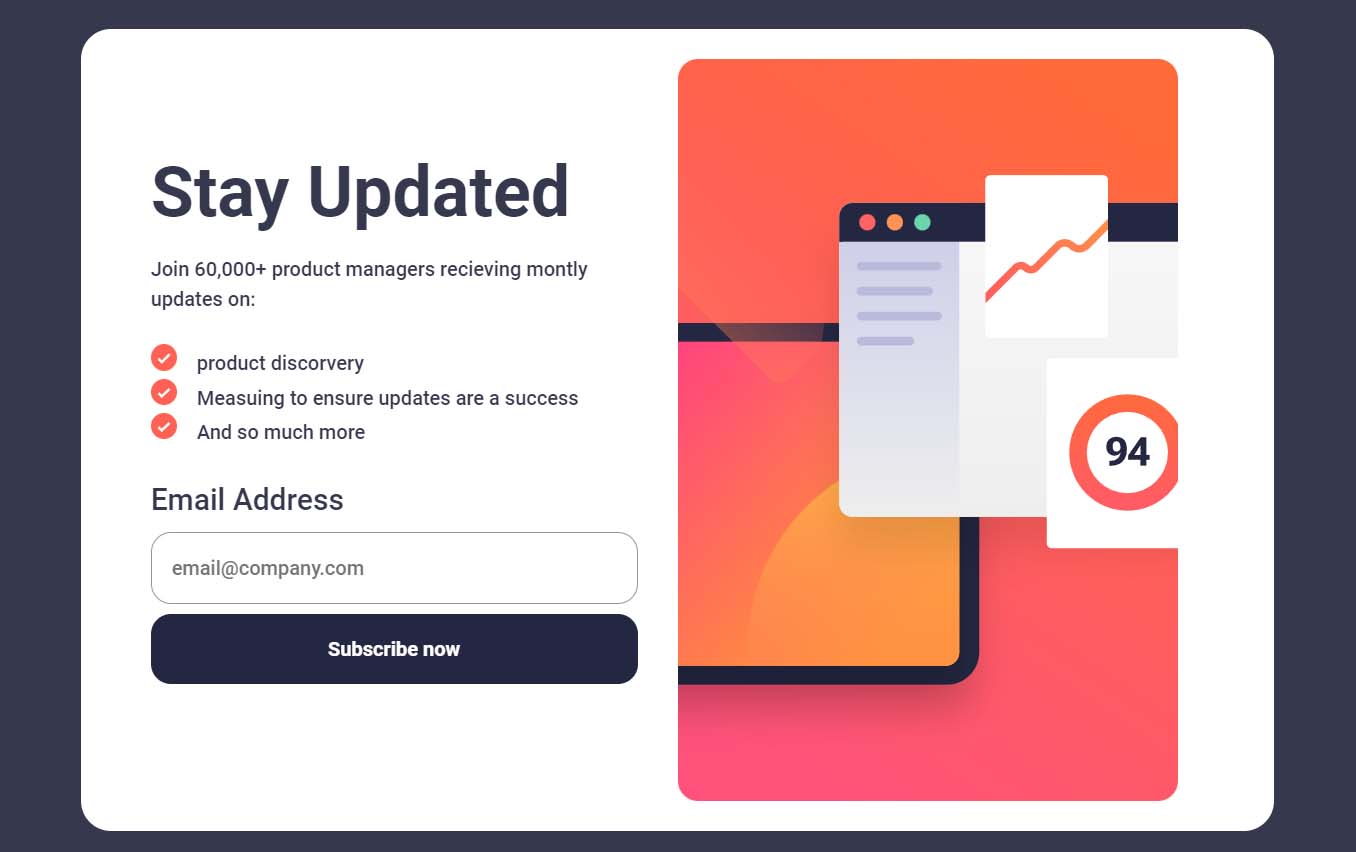 Stay Updated
Join 60,000+ product managers recieving montly
updates on:
product discorvery
Measuing to ensure updates are a success
And so much more
Email Address
email@company.com
Subscribe now
94